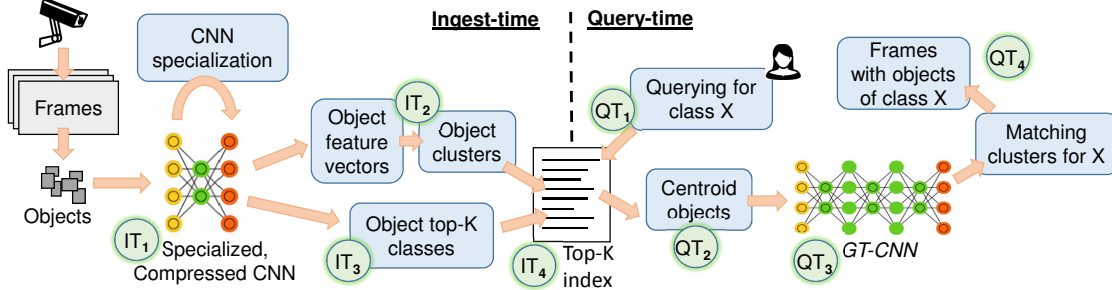 Ingest-time
Query-time
CNN
specialization
Frames
Objects
IT1
Specialized,
Compressed CNN
Object
feature
vectors
IT2
Object
clusters
IT3
Object top-K
classes
IT4
Top-K
index
QT1
Querying for
class X
QT2
Centroid
objects
QT3
GT-CNN
Matching
clusters for X
QT4
Frames
with objects
of class X